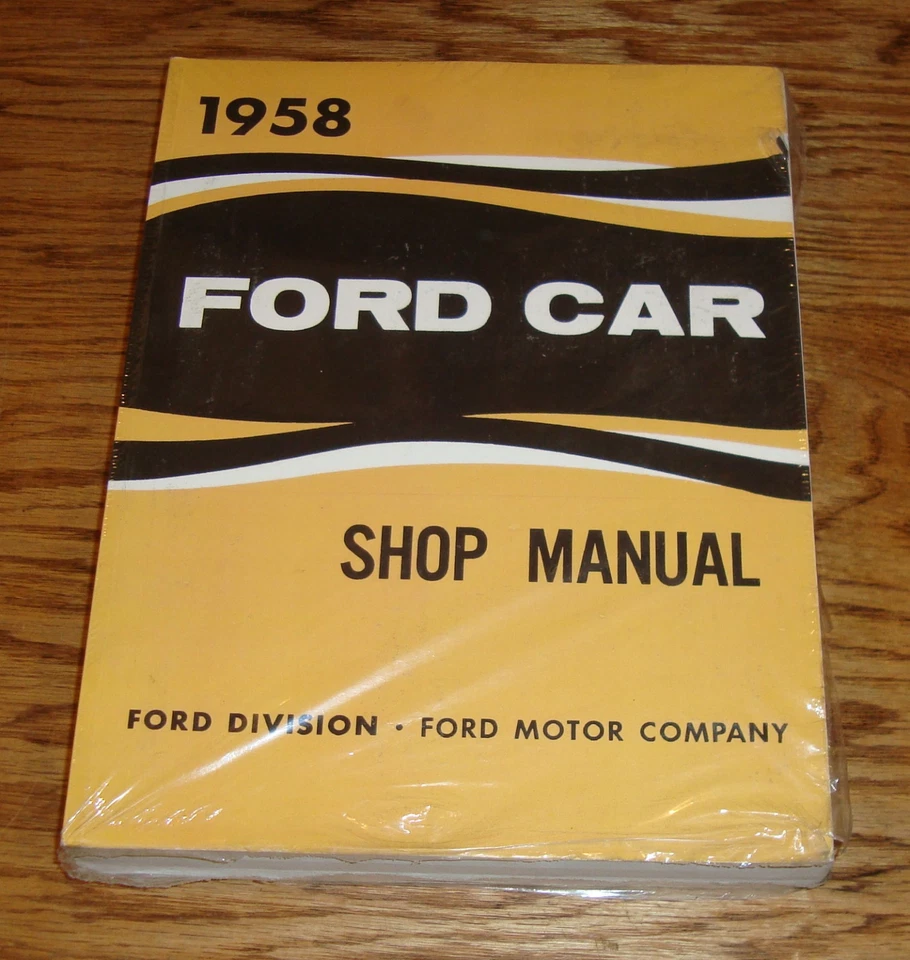 1958
FORD CAR
SHOP MANUAL
FORD DIVISION · FORD MOTOR COMPANY